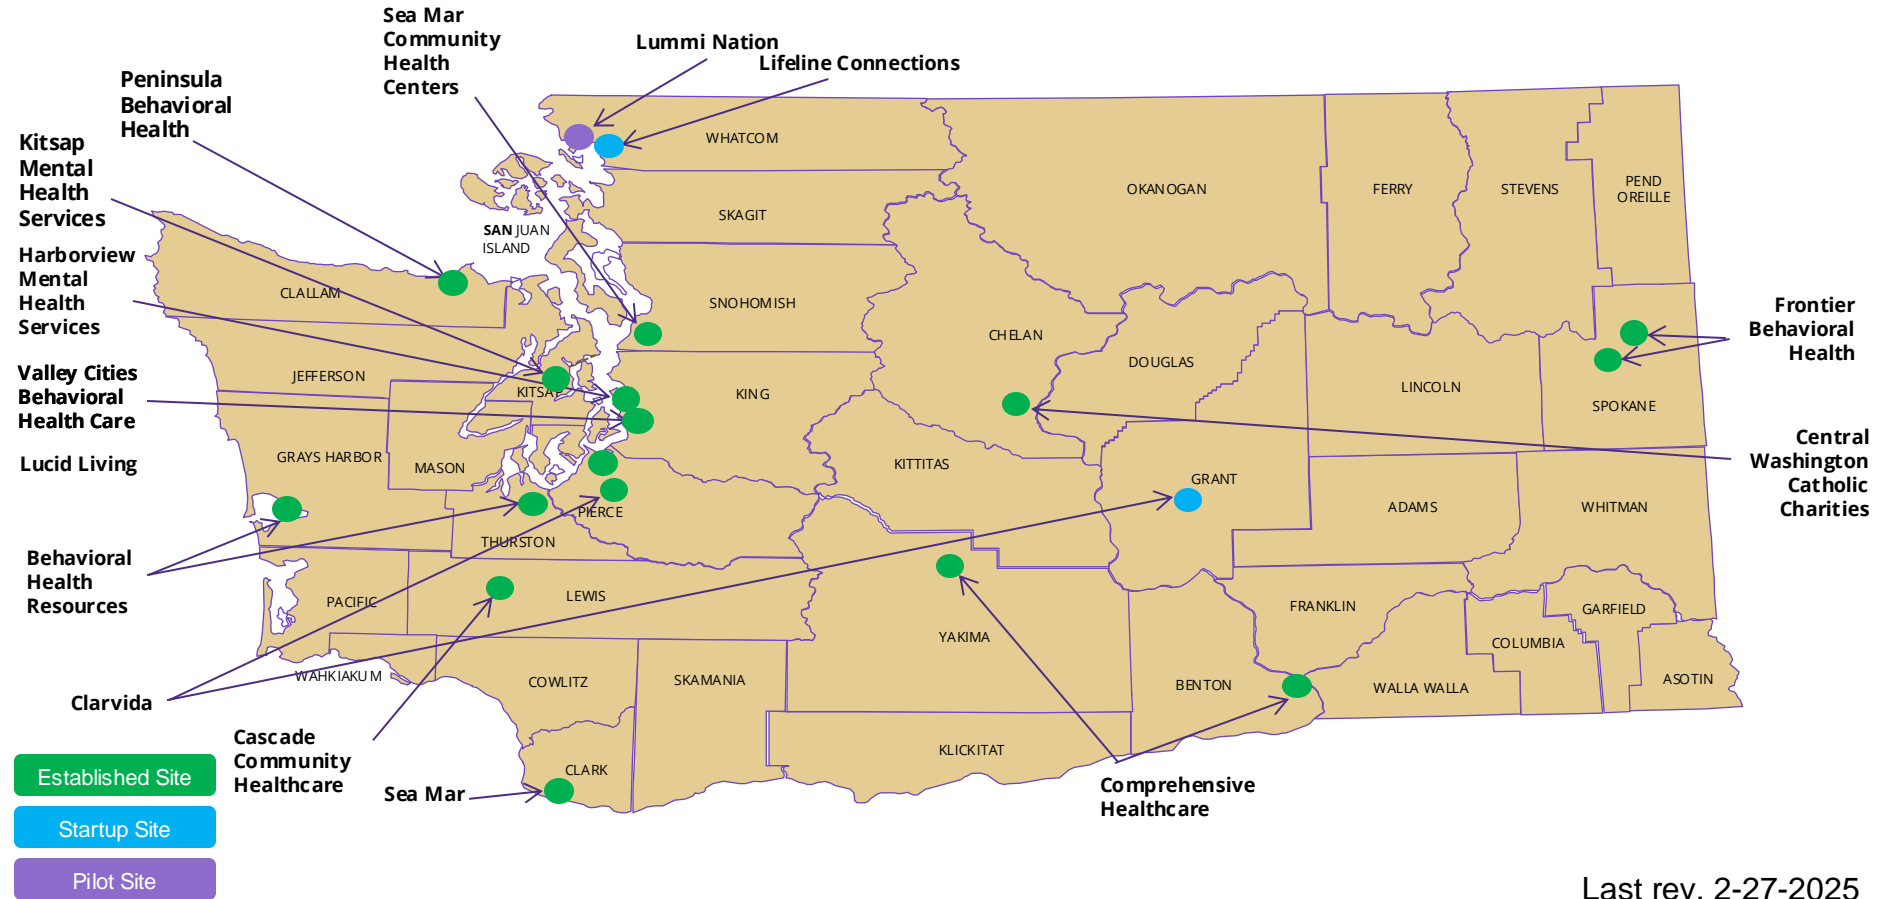 Sea Mar
Community
Health
Centers
Lummi Nation
Lifeline Connections
Peninsula
Behavioral
Health
Kitsap
Mental
Health
Services
Harborview
Mental
Health
Services
Valley Cities
Behavioral
Health Care
Lucid Living
Behavioral
Health
Resources
Clarvida
Cascade
Community
Healthcare
Sea Mar
Comprehensive
Healthcare
Frontier
Behavioral
Health
Central
Washington
Catholic
Charities
WHATCOM
SKAGIT
SAN JUAN
ISLAND
SNOHOMISH
CLALLAM
JEFFERSON
KITSAP
KING
GRAYS HARBOR
MASON
PIERCE
THURSTON
PACIFIC
LEWIS
WAHKIAKUM
COWLITZ
SKAMANIA
CLARK
OKANOGAN
FERRY
STEVENS
PEND
OREILLE
CHELAN
DOUGLAS
LINCOLN
SPOKANE
KITTITAS
GRANT
ADAMS
WHITMAN
YAKIMA
FRANKLIN
GARFIELD
COLUMBIA
BENTON
WALLA WALLA
ASOTIN
KLICKITAT
Established Site
Startup Site
Pilot Site
Last rev. 2-27-2025